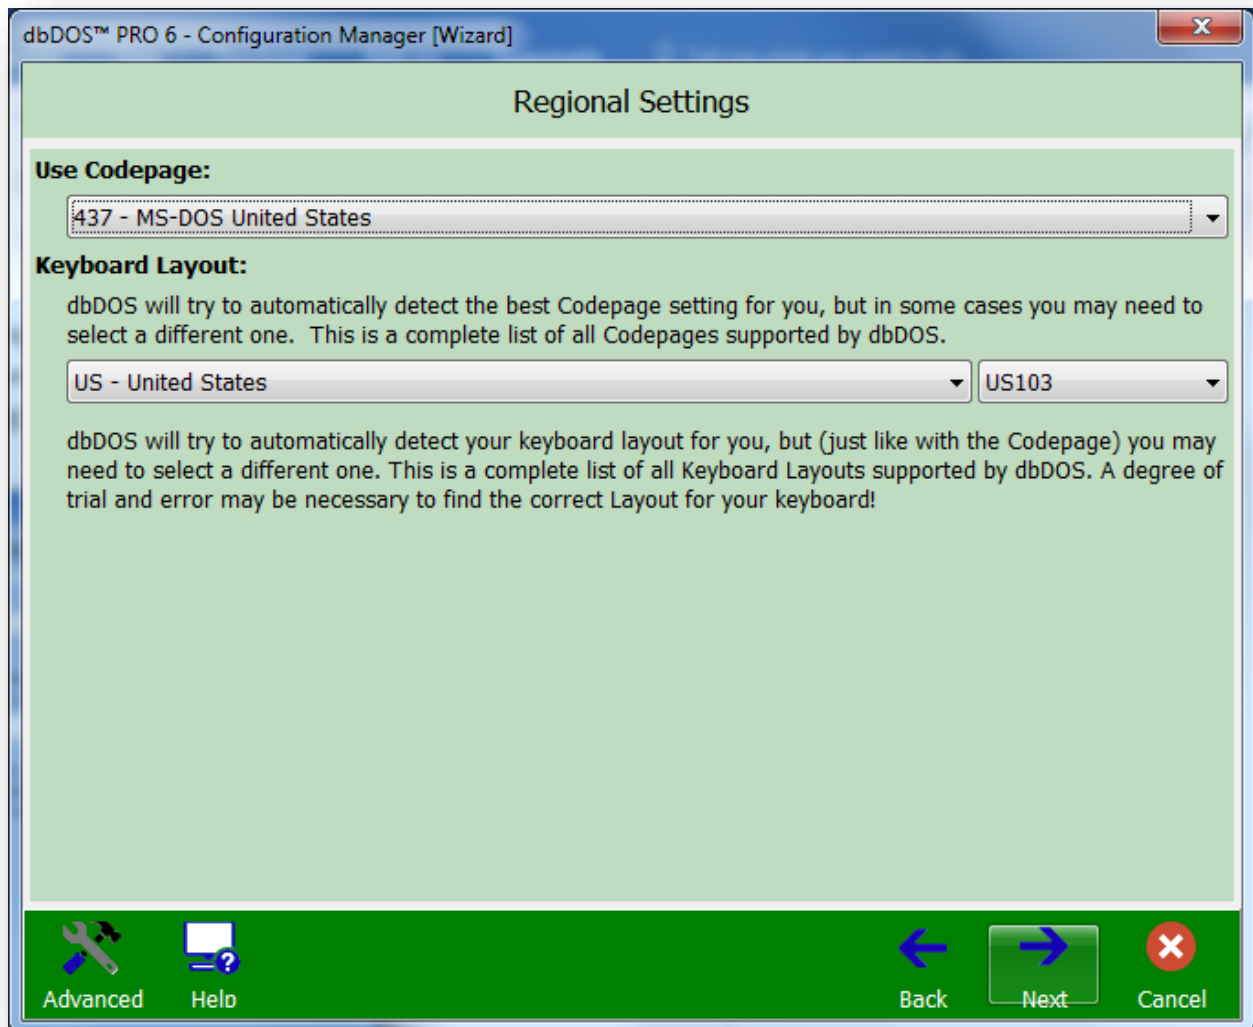 dbDOS™ PRO 6 - Configuration Manager [Wizard]
Regional Settings
Use Codepage:
437 - MS-DOS United States
Keyboard Layout:
dbDOS will try to automatically detect the best Codepage setting for you, but in some cases you may need to
select a different one.  This is a complete list of all Codepages supported by dbDOS.
US - United States
US103
dbDOS will try to automatically detect your keyboard layout for you, but (just like with the Codepage) you may
need to select a different one. This is a complete list of all Keyboard Layouts supported by dbDOS. A degree of
trial and error may be necessary to find the correct Layout for your keyboard!
Advanced
Help
Back
Next
Cancel